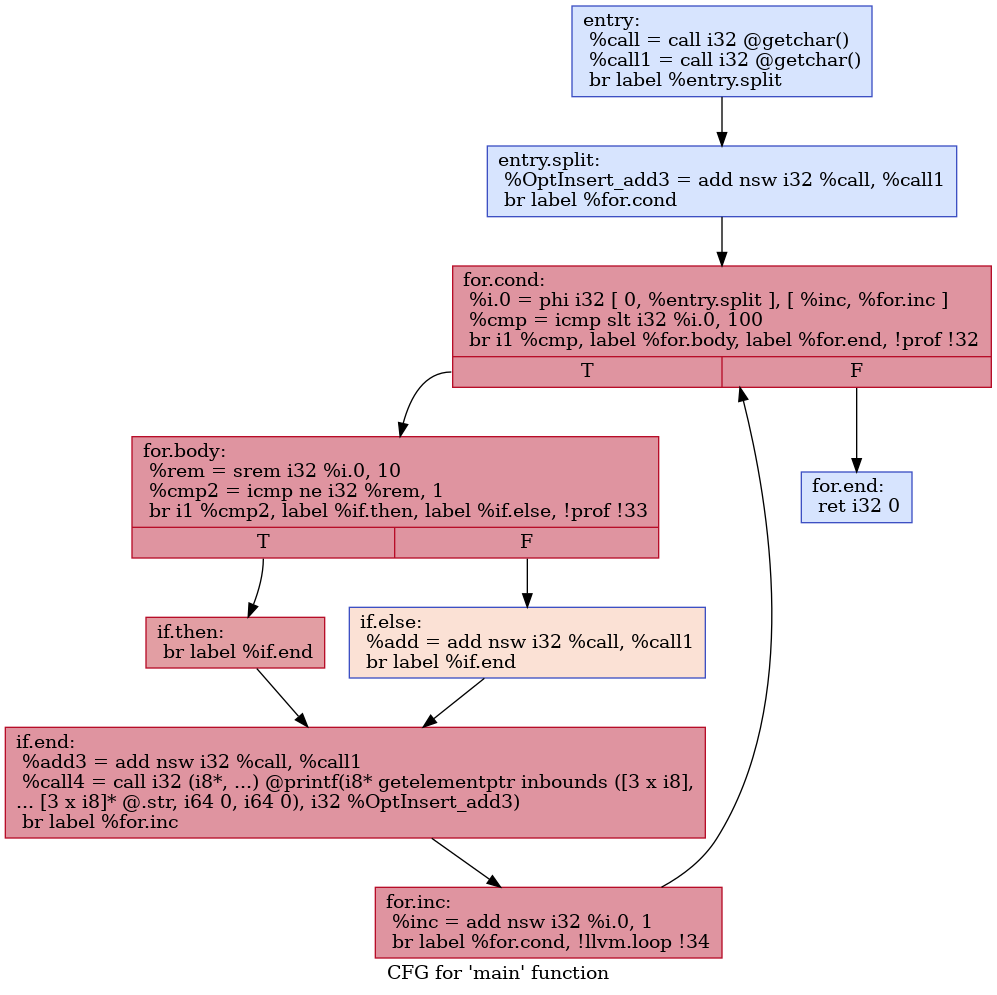 entry:
%call = call i32 @getchar()
%call1 = call i32 @getchar()
br label %entry.split
entry.split:
%OptInsert_add3 = add nsw i32 %call, %call1
br label %for.cond
for.cond:
%i.0 = phi i32 [ 0, %entry.split ], [ %inc, %for.inc ]
%cmp = icmp slt i32 %i.0, 100
br i1 %cmp, label %for.body, label %for.end, !prof !32
T F
for.body:
%rem = srem i32 %i.0, 10
%cmp2 = icmp ne i32 %rem, 1
br i1 %cmp2, label %if.then, label %if.else, !prof !33
T F
for.end:
ret i32 0
if.then:
br label %if.end
if.else:
%add = add nsw i32 %call, %call1
br label %if.end
if.end:
%add3 = add nsw i32 %call, %call1
%call4 = call i32 (i8*, ...) @printf(i8* getelementptr inbounds ([3 x i8],
... [3 x i8]* @.str, i64 0, i64 0), i32 %OptInsert_add3)
br label %for.inc
for.inc:
%inc = add nsw i32 %i.0, 1
br label %for.cond, !llvm.loop !34
CFG for 'main' function